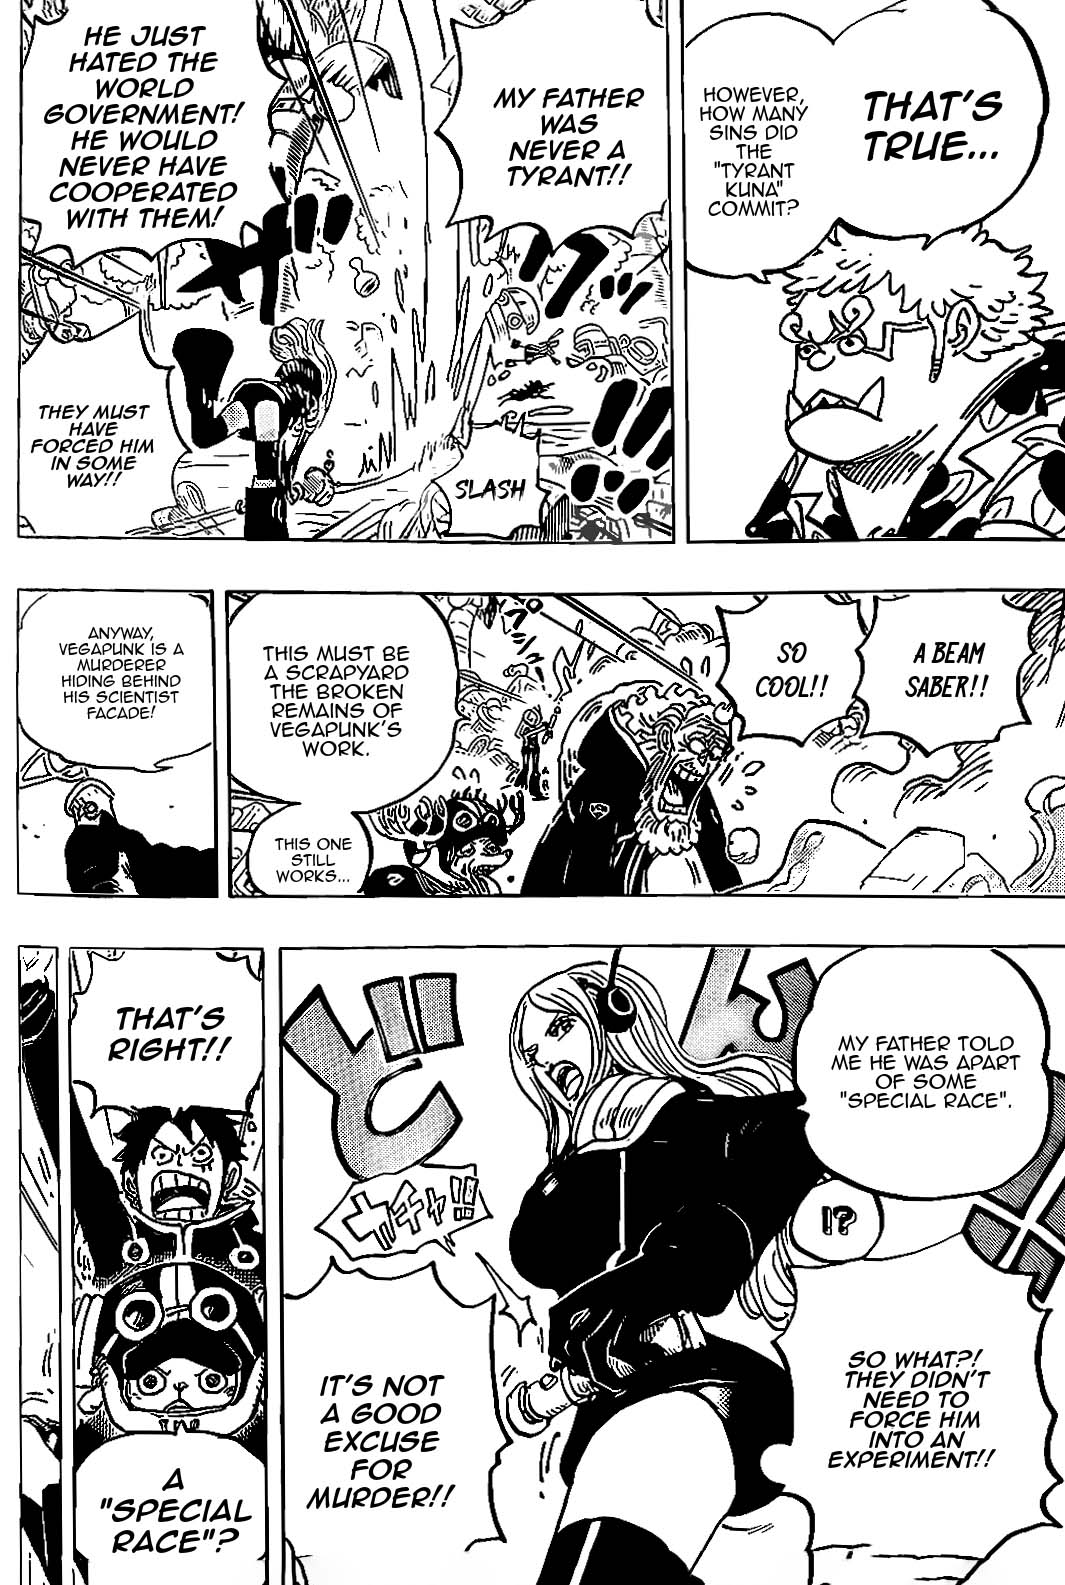 THAT'S
TRUE...
HOWEVER,
HOW MANY
SINS DID
THE
"TYRANT
KUNA"
COMMIT?
MY FATHER
WAS
NEVER A
TYRANT!!
HE JUST
HATED THE
WORLD
GOVERNMENT!
HE WOULD
NEVER HAVE
COOPERATED
WITH THEM!
THEY MUST
HAVE
FORCED HIM
IN SOME
WAY!!
SLASH
A BEAM
SABER!!
SO
COOL!!
THIS MUST BE
A SCRAPYARD
THE BROKEN
REMAINS OF
VEGAPUNK'S
WORK.
THIS ONE
STILL
WORKS...
ANYWAY,
VEGAPUNK IS A
MURDERER
HIDING BEHIND
HIS SCIENTIST
FACADE!
MY FATHER TOLD
ME HE WAS APART
OF SOME
"SPECIAL RACE".
!?
SO WHAT?!
THEY DIDN'T
NEED TO
FORCE HIM
INTO AN
EXPERIMENT!!
ガチャ!!
IT'S NOT
A GOOD
EXCUSE
FOR
MURDER!!
THAT'S
RIGHT!!
A
"SPECIAL
RACE"?